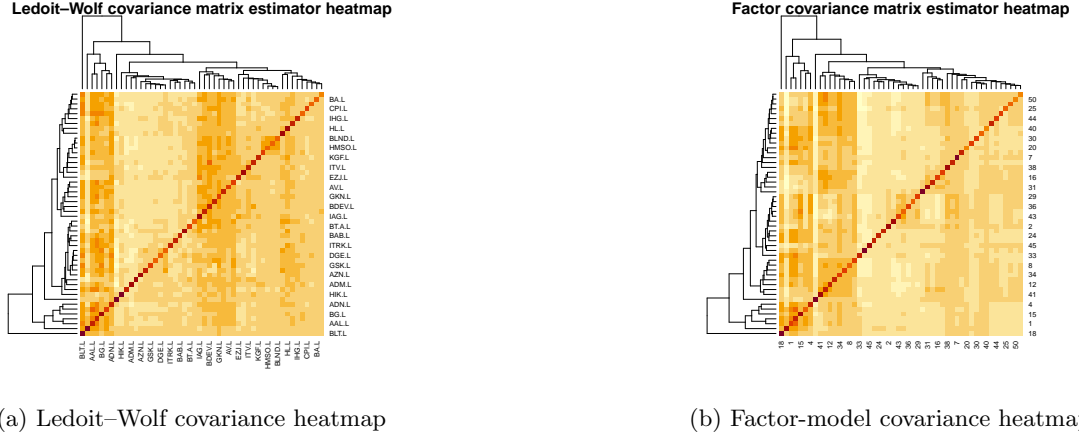 Ledoit–Wolf covariance matrix estimator heatmap
BA.L
CPI.L
IHG.L
HL.L
BLND.L
HMSO.L
KGF.L
ITV.L
EZJ.L
AV.L
GKN.L
BDEV.L
IAG.L
BT.A.L
BAB.L
ITRK.L
DGE.L
GSK.L
AZN.L
ADM.L
HIK.L
ADN.L
BG.L
AAL.L
BLT.L
BLT.L
AAL.L
BG.L
ADN.L
HIK.L
ADM.L
AZN.L
GSK.L
DGE.L
ITRK.L
BAB.L
BT.A.L
IAG.L
BDEV.L
GKN.L
AV.L
EZJ.L
ITV.L
KGF.L
HMSO.L
BLND.L
HL.L
IHG.L
CPI.L
BA.L
(a) Ledoit–Wolf covariance heatmap
Factor covariance matrix estimator heatmap
50
25
44
40
30
20
7
38
16
31
29
36
43
2
24
45
33
8
34
12
41
4
15
1
18
18
1
15
4
41
12
34
8
33
45
24
2
43
36
29
31
16
38
7
20
30
40
44
25
50
(b) Factor-model covariance heatmap